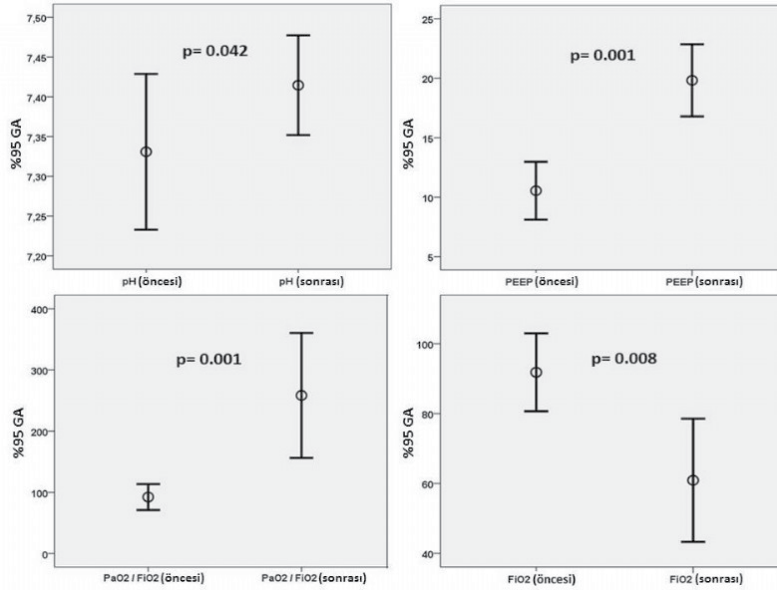 7,50
7,45
7,40
7,35
7,30
7,25
7,20
%95 GA
p= 0.042
pH (öncesi)
pH (sonrası)
25
20
15
10
5
%95 GA
p= 0.001
PEEP (öncesi)
PEEP (sonrası)
400
300
200
100
0
%95 GA
p= 0.001
PaO2 / FiO2 (öncesi)
PaO2 / FiO2 (sonrası)
100
80
60
40
%95 GA
p= 0.008
FiO2 (öncesi)
FiO2 (sonrası)